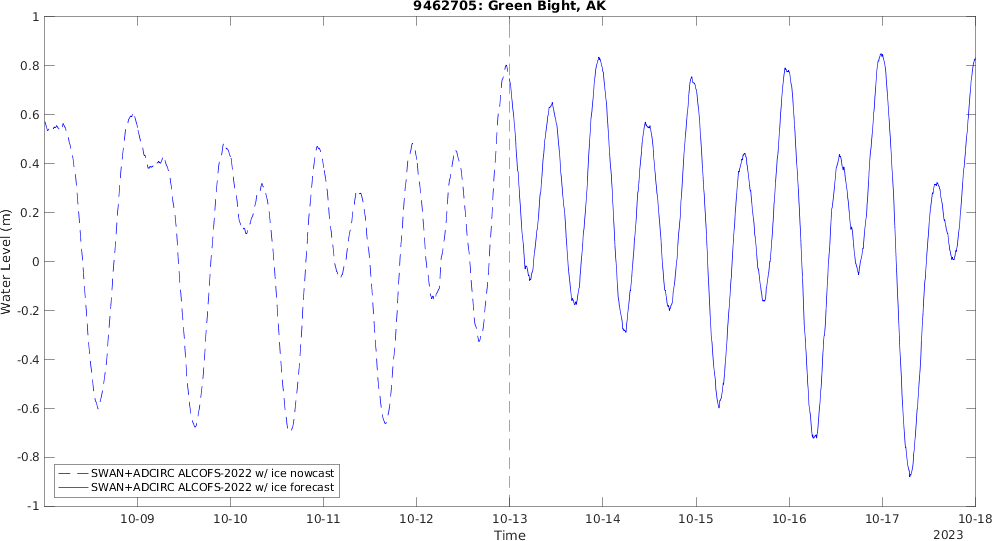 9462705: Green Bight, AK
Water Level (m)
1
0.8
0.6
0.4
0.2
0
-0.2
-0.4
-0.6
-0.8
-1
SWAN+ADCIRC ALCOFS-2022 w/ ice nowcast
SWAN+ADCIRC ALCOFS-2022 w/ ice forecast
10-09 10-10 10-11 10-12 10-13 10-14 10-15 10-16 10-17 10-18
Time
2023